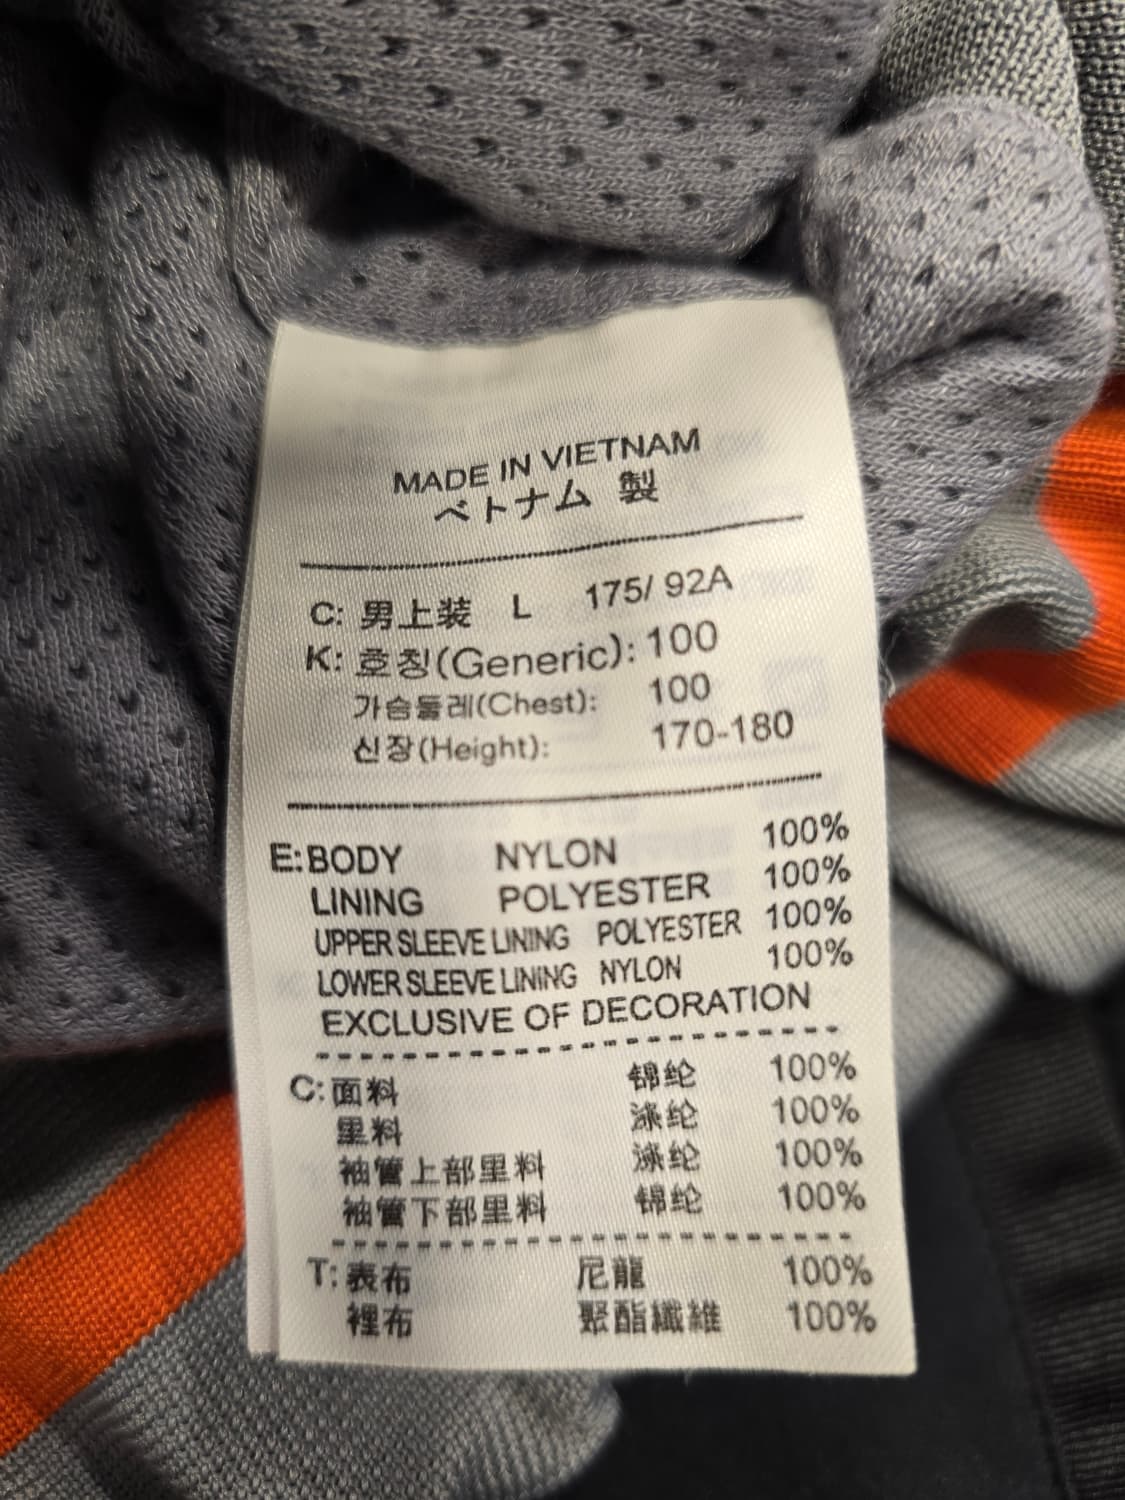 MADE IN VIETNAM
ベトナム 製
C: 男上装 L 175/ 92A
K: 호칭(Generic): 100
가슴둘레(Chest): 100
신장(Height): 170-180
E: BODY NYLON 100%
LINING POLYESTER 100%
UPPER SLEEVE LINING POLYESTER 100%
LOWER SLEEVE LINING NYLON 100%
EXCLUSIVE OF DECORATION
C: 面料 锦纶 100%
里料 涤纶 100%
袖管上部里料 涤纶 100%
袖管下部里料 锦纶 100%
T: 表布 尼龍 100%
裡布 聚酯纖維 100%